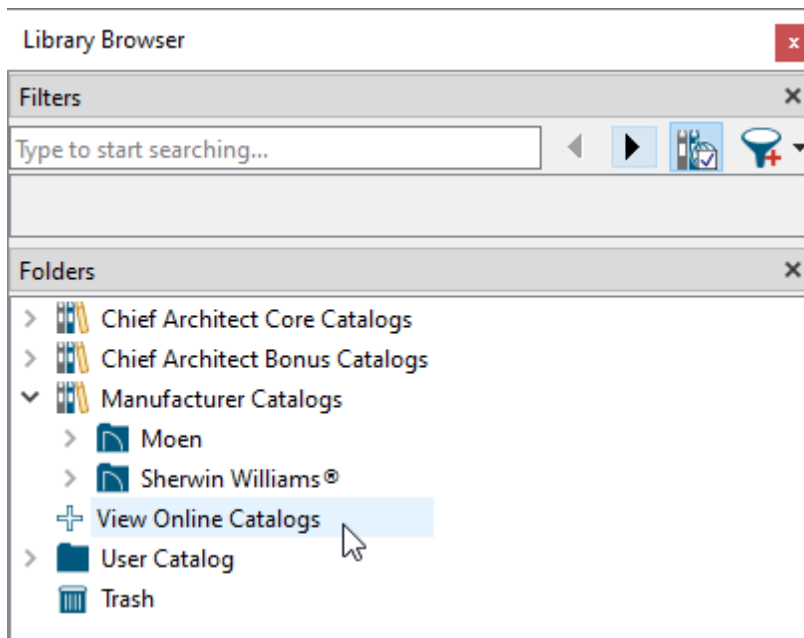 Library Browser
x
Filters
Type to start searching...
Folders
Chief Architect Core Catalogs
Chief Architect Bonus Catalogs
Manufacturer Catalogs
Moen
Sherwin Williams®
View Online Catalogs
User Catalog
Trash